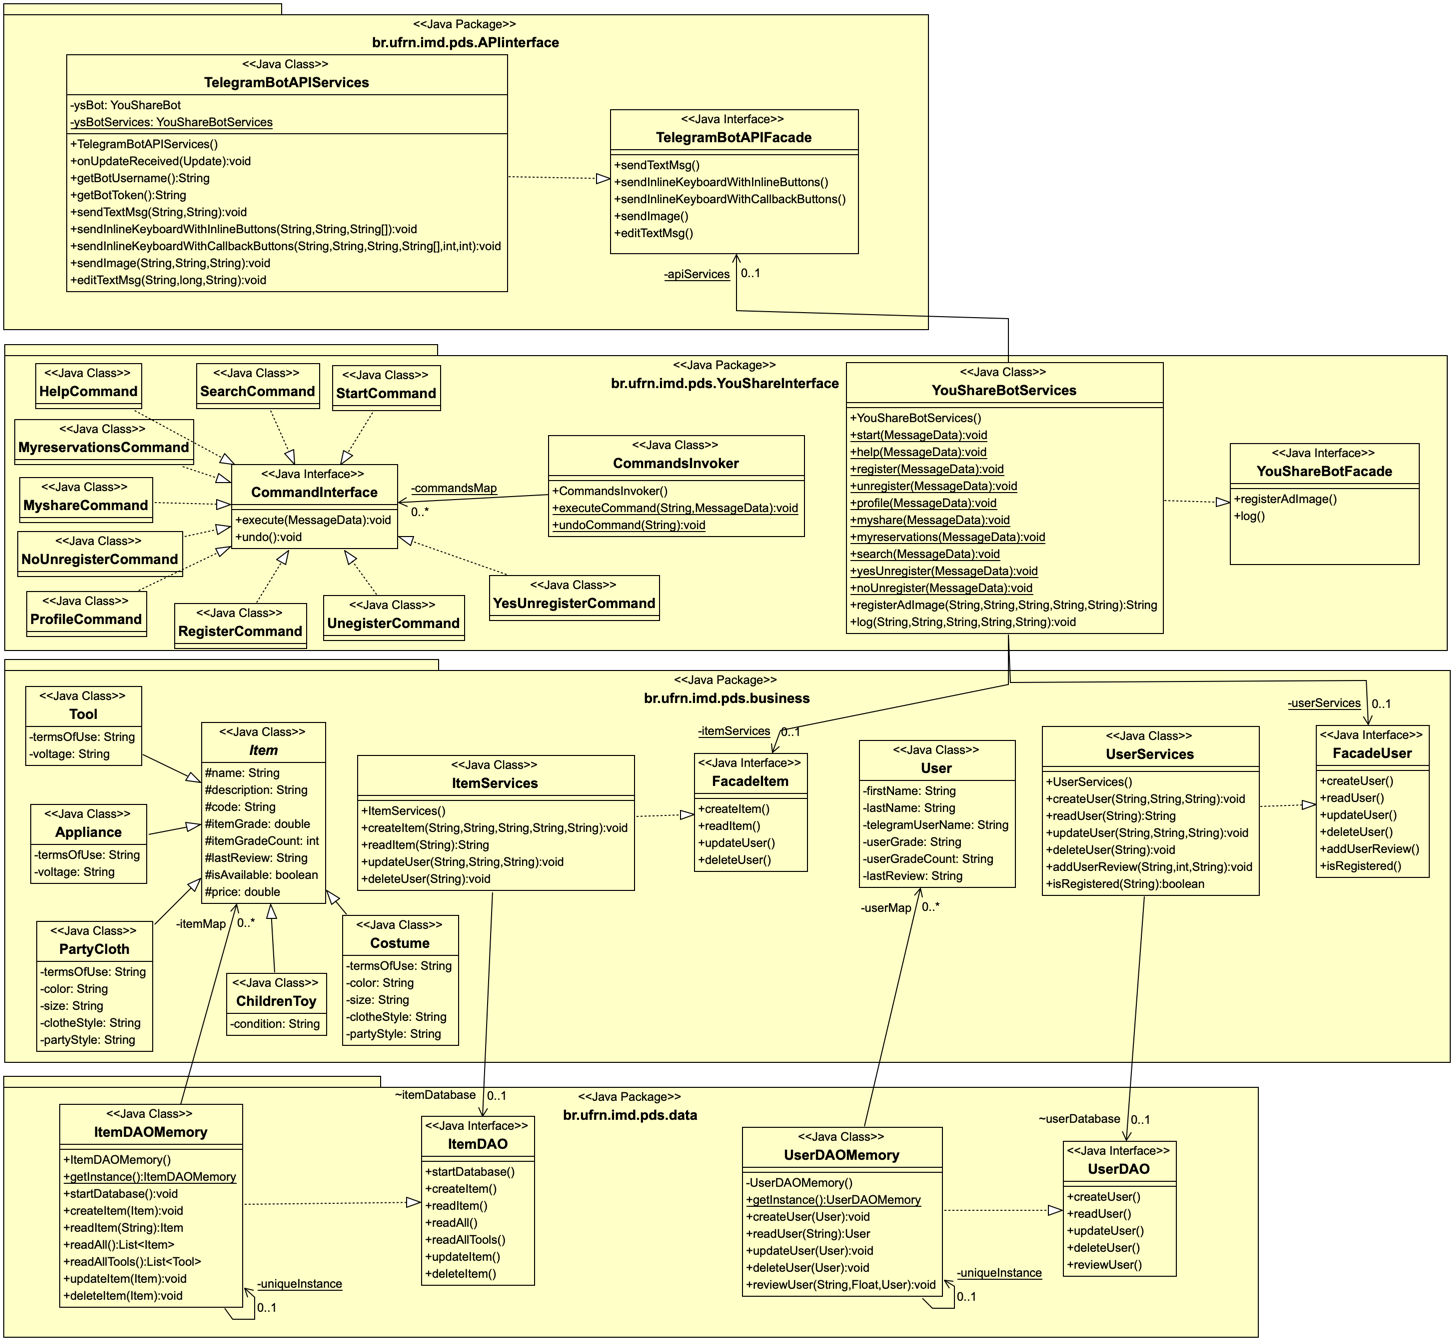 <<Java Package>>
br.ufrn.imd.pds.APIinterface
<<Java Class>>
TelegramBotAPIServices
-ysBot: YouShareBot
-ysBotServices: YouShareBotServices
+TelegramBotAPIServices()
+onUpdateReceived(Update):void
+getBotUsername():String
+getBotToken():String
+sendTextMsg(String,String):void
+sendInlineKeyboardWithInlineButtons(String,String,String[]):void
+sendInlineKeyboardWithCallbackButtons(String,String,String,String[],int,int):void
+sendImage(String,String,String):void
+editTextMsg(String,long,String):void
<<Java Interface>>
TelegramBotAPIFacade
+sendTextMsg()
+sendInlineKeyboardWithInlineButtons()
+sendInlineKeyboardWithCallbackButtons()
+sendImage()
+editTextMsg()
-apiServices
0..1
<<Java Package>>
br.ufrn.imd.pds.YouShareInterface
<<Java Class>>
HelpCommand
<<Java Class>>
SearchCommand
<<Java Class>>
StartCommand
<<Java Class>>
MyreservationsCommand
<<Java Class>>
MyshareCommand
<<Java Class>>
NoUnregisterCommand
<<Java Class>>
ProfileCommand
<<Java Class>>
RegisterCommand
<<Java Class>>
UnegisterCommand
<<Java Class>>
YesUnregisterCommand
<<Java Interface>>
CommandInterface
+execute(MessageData):void
+undo():void
-commandsMap
0..*
<<Java Class>>
CommandsInvoker
+CommandsInvoker()
+executeCommand(String,MessageData):void
+undoCommand(String):void
<<Java Class>>
YouShareBotServices
+YouShareBotServices()
+start(MessageData):void
+help(MessageData):void
+register(MessageData):void
+unregister(MessageData):void
+profile(MessageData):void
+myshare(MessageData):void
+myreservations(MessageData):void
+search(MessageData):void
+yesUnregister(MessageData):void
+noUnregister(MessageData):void
+registerAdImage(String,String,String,String,String):String
+log(String,String,String,String,String):void
<<Java Interface>>
YouShareBotFacade
+registerAdImage()
+log()
<<Java Package>>
br.ufrn.imd.pds.business
<<Java Class>>
Tool
-termsOfUse: String
-voltage: String
<<Java Class>>
Appliance
-termsOfUse: String
-voltage: String
<<Java Class>>
PartyCloth
-termsOfUse: String
-color: String
-size: String
-clotheStyle: String
-partyStyle: String
<<Java Class>>
Item
#name: String
#description: String
#code: String
#itemGrade: double
#itemGradeCount: int
#lastReview: String
#isAvailable: boolean
#price: double
-itemMap
0..*
<<Java Class>>
ChildrenToy
-condition: String
<<Java Class>>
Costume
-termsOfUse: String
-color: String
-size: String
-clotheStyle: String
-partyStyle: String
<<Java Class>>
ItemServices
+ItemServices()
+createItem(String,String,String,String,String):void
+readItem(String):String
+updateUser(String,String,String):void
+deleteUser(String):void
-itemServices
0..1
<<Java Interface>>
FacadeItem
+createItem()
+readItem()
+updateUser()
+deleteUser()
<<Java Class>>
User
-firstName: String
-lastName: String
-telegramUserName: String
-userGrade: String
-userGradeCount: String
-lastReview: String
-userMap
0..*
<<Java Class>>
UserServices
+UserServices()
+createUser(String,String,String):void
+readUser(String):String
+updateUser(String,String,String):void
+deleteUser(String):void
+addUserReview(String,int,String):void
+isRegistered(String):boolean
-userServices
0..1
<<Java Interface>>
FacadeUser
+createUser()
+readUser()
+updateUser()
+deleteUser()
+addUserReview()
+isRegistered()
<<Java Package>>
br.ufrn.imd.pds.data
<<Java Class>>
ItemDAOMemory
+ItemDAOMemory()
+getInstance():ItemDAOMemory
+startDatabase():void
+createItem(Item):void
+readItem(String):Item
+readAll():List<Item>
+readAllTools():List<Tool>
+updateItem(Item):void
+deleteItem(Item):void
-uniqueInstance
0..1
~itemDatabase
0..1
<<Java Interface>>
ItemDAO
+startDatabase()
+createItem()
+readItem()
+readAll()
+readAllTools()
+updateItem()
+deleteItem()
<<Java Class>>
UserDAOMemory
-UserDAOMemory()
+getInstance():UserDAOMemory
+createUser(User):void
+readUser(String):User
+updateUser(User):void
+deleteUser(User):void
+reviewUser(String,Float,User):void
-uniqueInstance
0..1
~userDatabase
0..1
<<Java Interface>>
UserDAO
+createUser()
+readUser()
+updateUser()
+deleteUser()
+reviewUser()